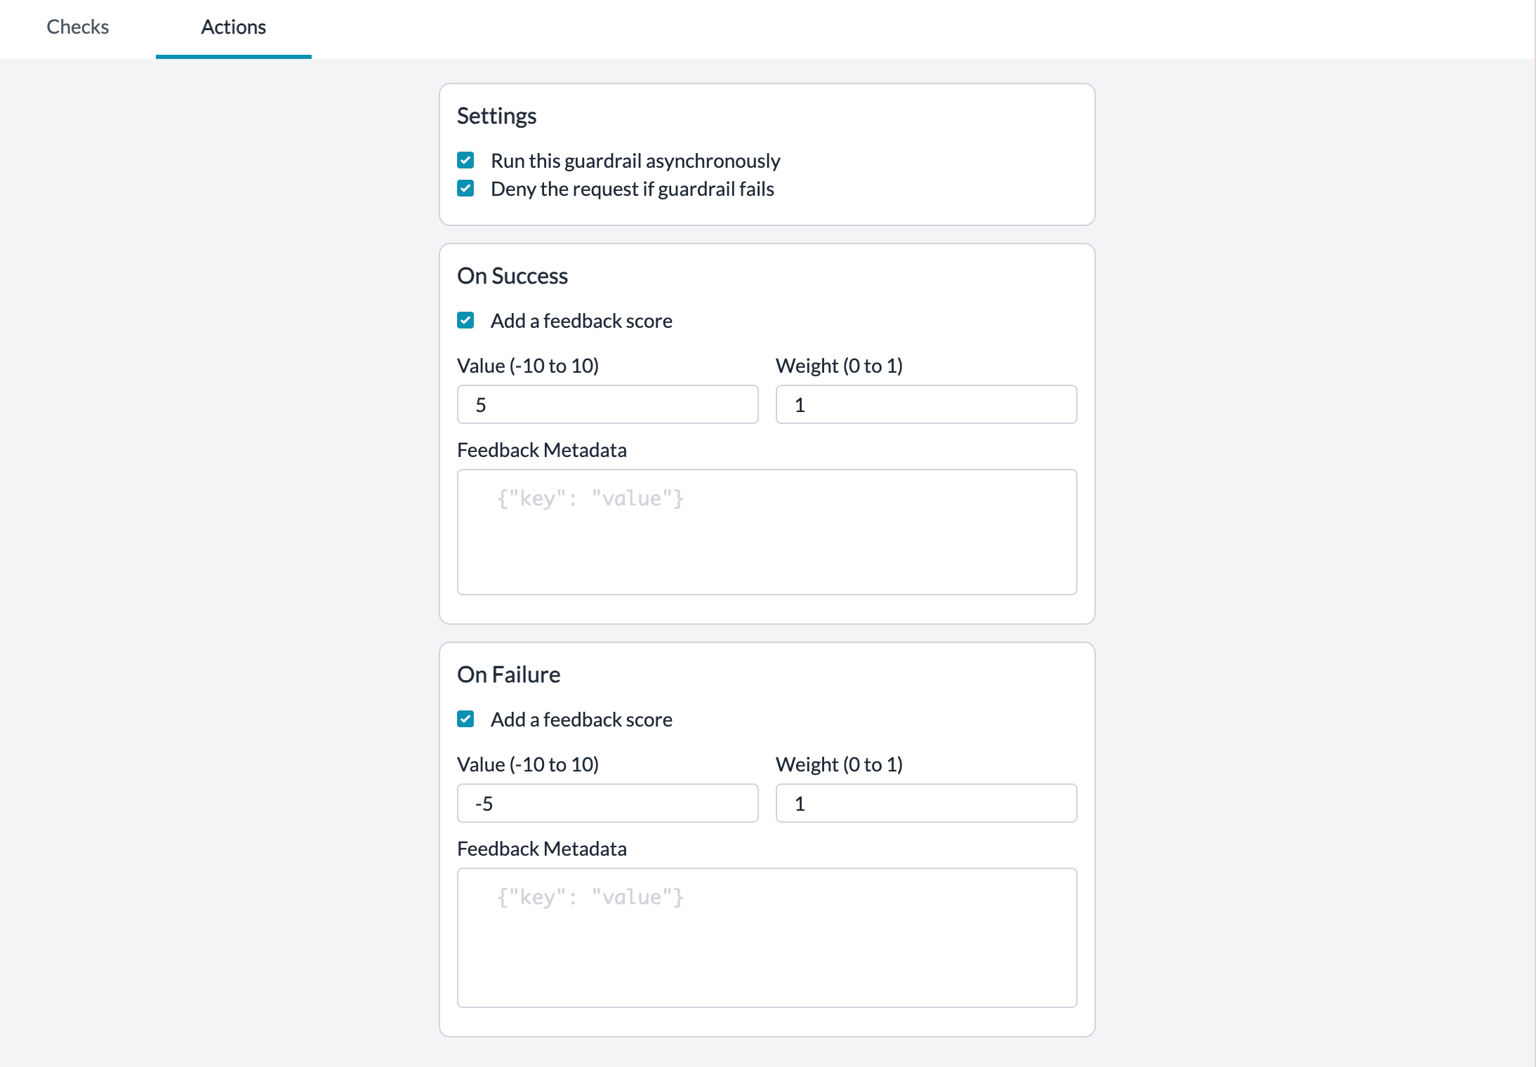 Checks Actions
Settings
Run this guardrail asynchronously
Deny the request if guardrail fails
On Success
Add a feedback score
Value (-10 to 10) Weight (0 to 1)
5 1
Feedback Metadata
{"key": "value"}
On Failure
Add a feedback score
Value (-10 to 10) Weight (0 to 1)
-5 1
Feedback Metadata
{"key": "value"}